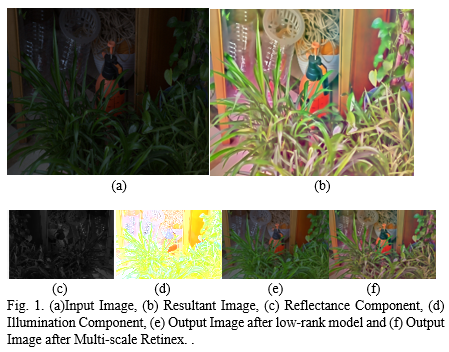 (a)
(b)
(c)
(d)
(e)
(f)
Fig. 1. (a)Input Image, (b) Resultant Image, (c) Reflectance Component, (d)
Illumination Component, (e) Output Image after low-rank model and (f) Output
Image after Multi-scale Retinex. .